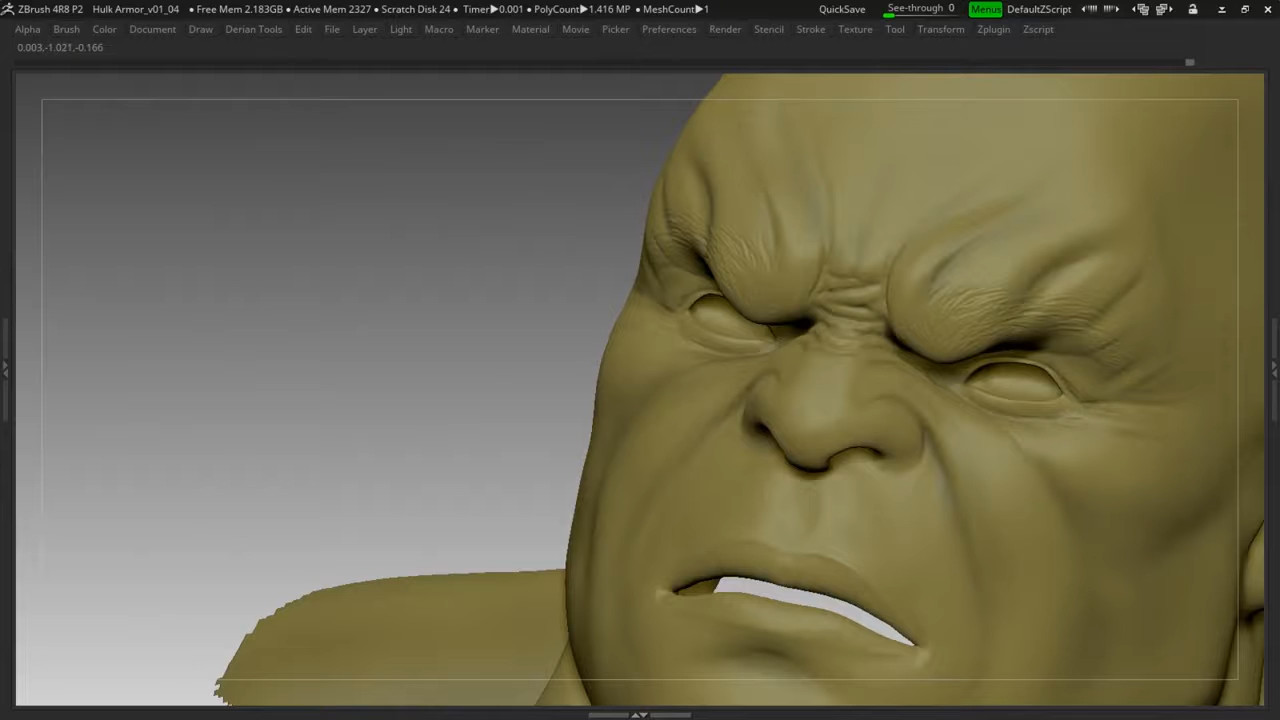 ZBrush 4R8 P2 Hulk Armor_v01_04 ● Free Mem 2.183GB ● Active Mem 2327 ● Scratch Disk 24 ● Timer▶0.001 ● PolyCount▶1.416 MP ● MeshCount▶1 QuickSave See-through 0 Menus DefaultZScript
Alpha Brush Color Document Draw Derian Tools Edit File Layer Light Macro Marker Material Movie Picker Preferences Render Stencil Stroke Texture Tool Transform Zplugin Zscript
0.003,-1.021,-0.166